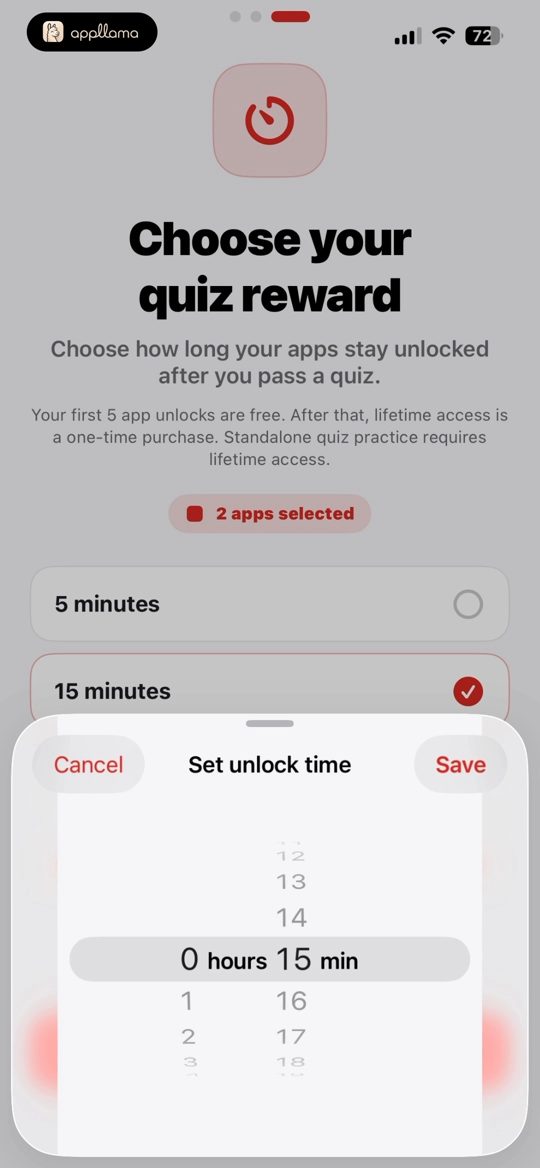 appllama
72
Choose your
quiz reward
Choose how long your apps stay unlocked
after you pass a quiz.
Your first 5 app unlocks are free. After that, lifetime access is
a one-time purchase. Standalone quiz practice requires
lifetime access.
2 apps selected
5 minutes
15 minutes
Cancel
Set unlock time
Save
12
13
14
0 hours 15 min
1 16
2 17
3 18